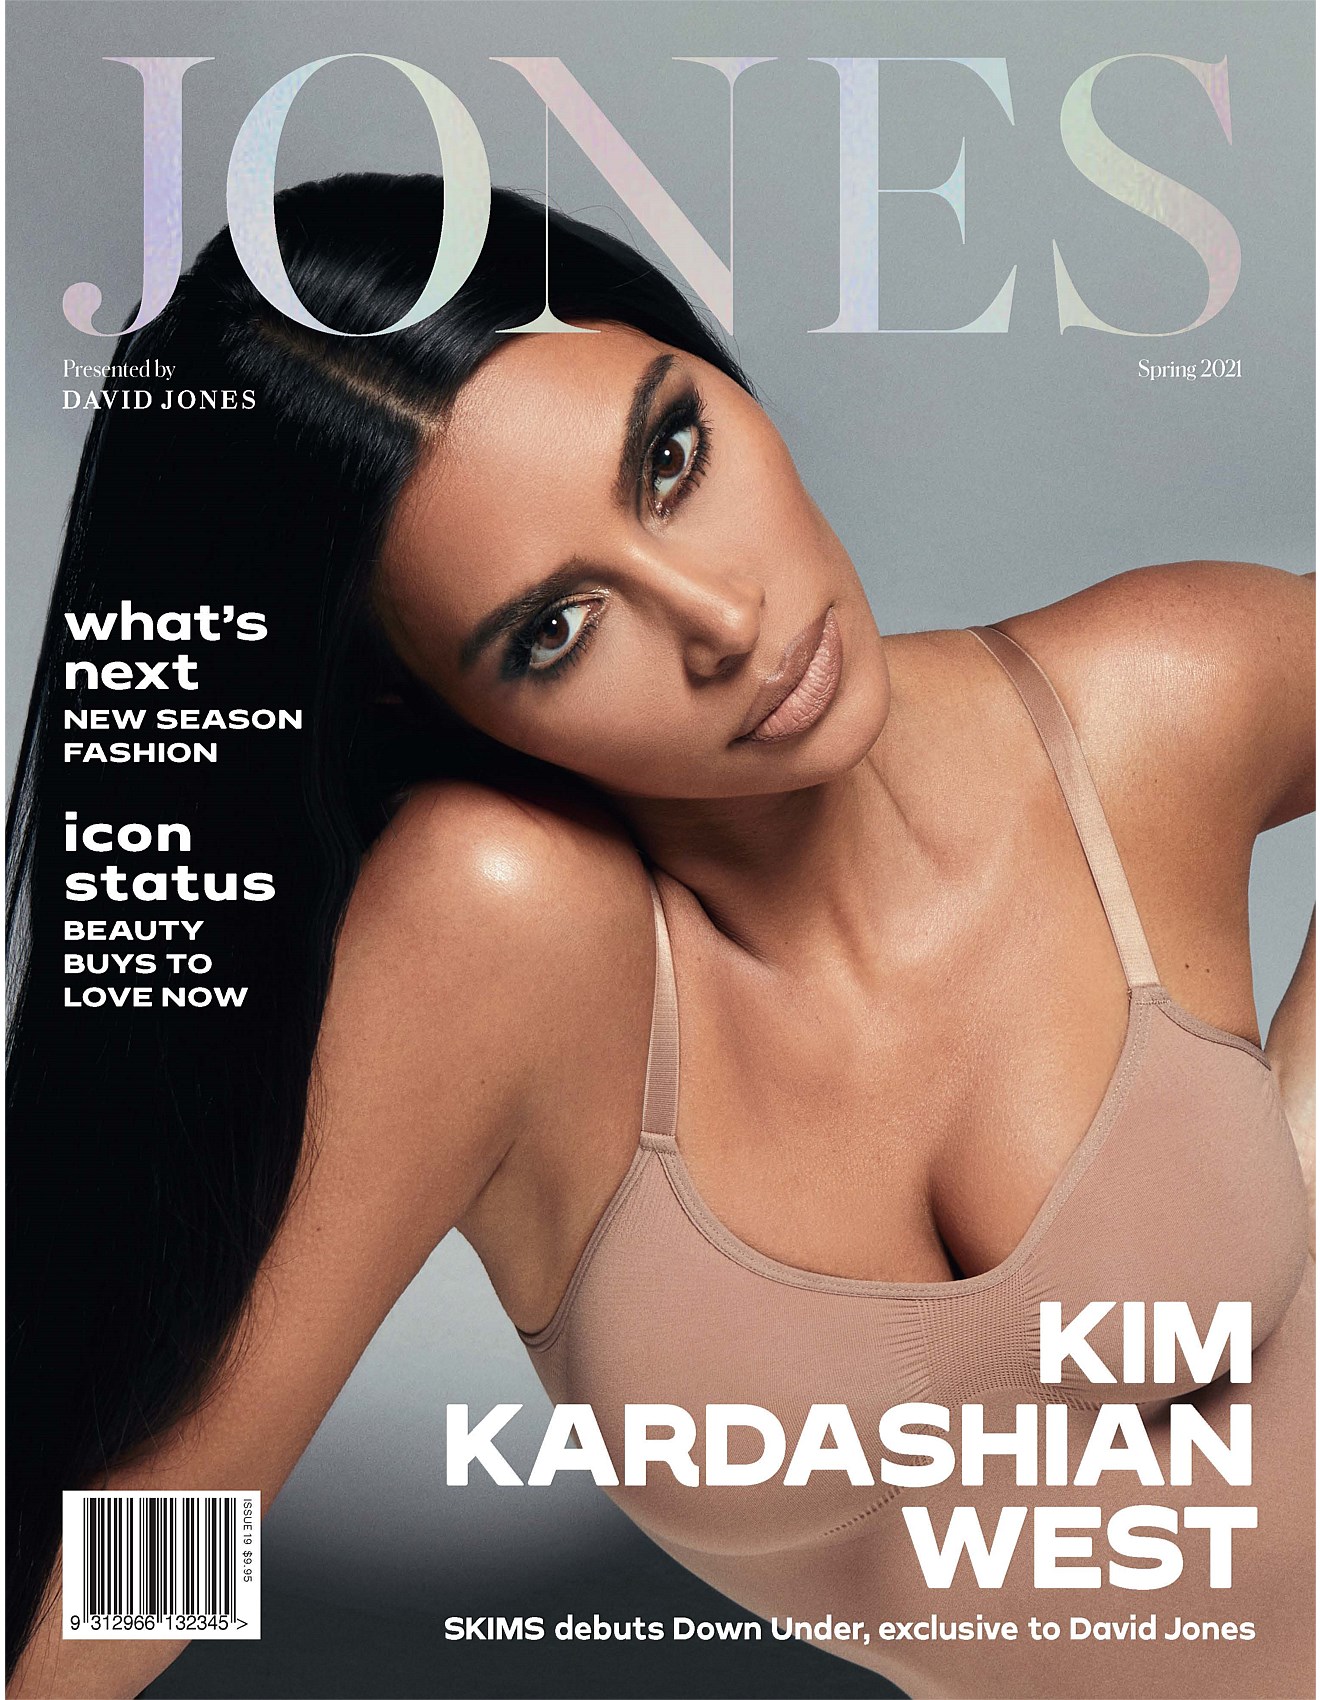 JONES
Presented by
DAVID JONES
Spring 2021
what's
next
NEW SEASON
FASHION
icon
status
BEAUTY
BUYS TO
LOVE NOW
KIM
KARDASHIAN
WEST
SKIMS debuts Down Under, exclusive to David Jones
ISSUE 19 $9.95
9 312966 132345 >